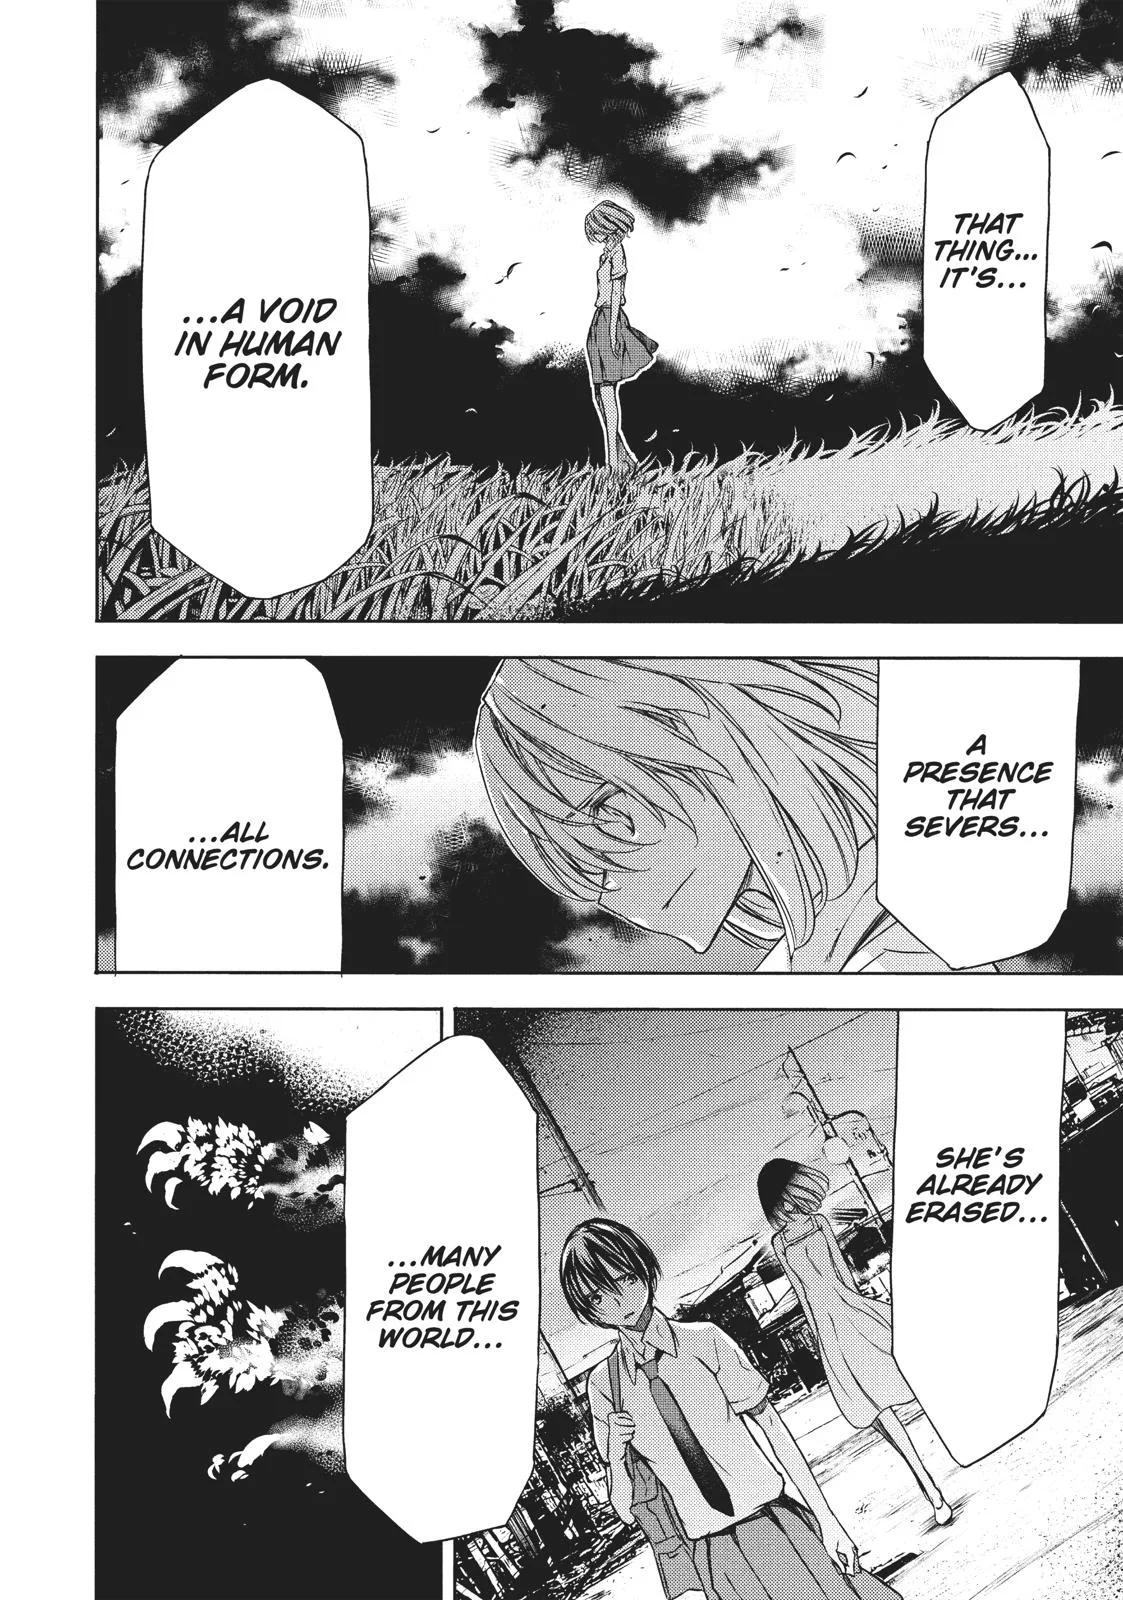 THAT
THING...
IT'S...
...A VOID
IN HUMAN
FORM.
A
PRESENCE
THAT
SEVERS...
...ALL
CONNECTIONS.
SHE'S
ALREADY
ERASED...
...MANY
PEOPLE
FROM THIS
WORLD...